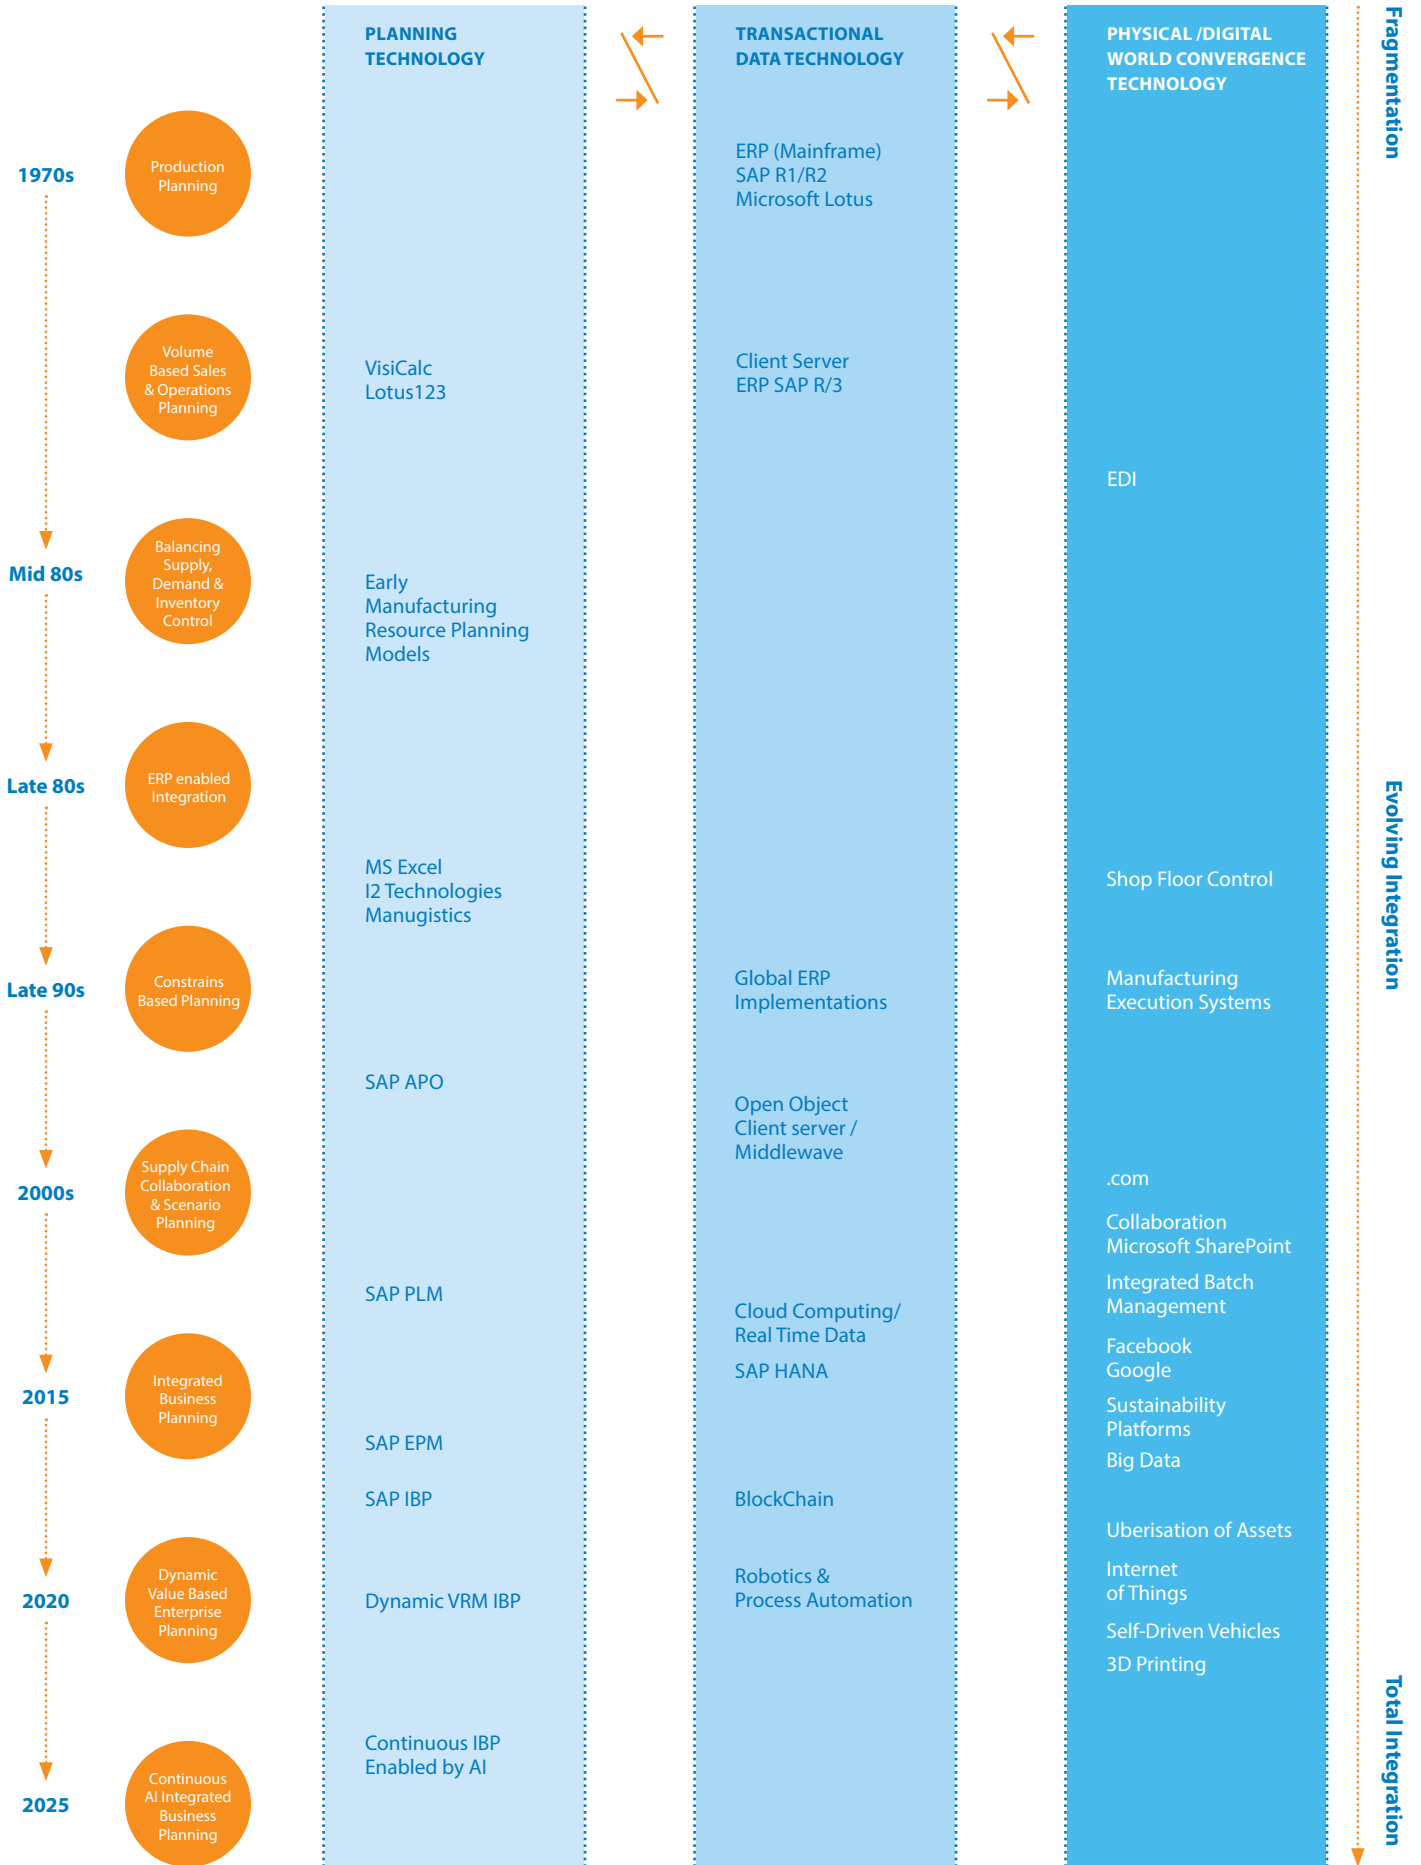 PLANNING
TECHNOLOGY
TRANSACTIONAL
DATA TECHNOLOGY
PHYSICAL /DIGITAL
WORLD CONVERGENCE
TECHNOLOGY
Fragmentation
Evolving Integration
Total Integration
1970s
Production
Planning
ERP (Mainframe)
SAP R1/R2
Microsoft Lotus
Volume
Based Sales
& Operations
Planning
VisiCalc
Lotus123
Client Server
ERP SAP R/3
EDI
Mid 80s
Balancing
Supply,
Demand &
Inventory
Control
Early
Manufacturing
Resource Planning
Models
Late 80s
ERP enabled
Integration
MS Excel
I2 Technologies
Manugistics
Shop Floor Control
Late 90s
Constrains
Based Planning
Global ERP
Implementations
Manufacturing
Execution Systems
SAP APO
Open Object
Client server /
Middlewave
2000s
Supply Chain
Collaboration
& Scenario
Planning
.com
Collaboration
Microsoft SharePoint
SAP PLM
Cloud Computing/
Real Time Data
SAP HANA
Integrated Batch
Management
Facebook
Google
2015
Integrated
Business
Planning
Sustainability
Platforms
Big Data
SAP EPM
SAP IBP
BlockChain
Uberisation of Assets
2020
Dynamic
Value Based
Enterprise
Planning
Dynamic VRM IBP
Robotics &
Process Automation
Internet
of Things
Self-Driven Vehicles
3D Printing
Continuous IBP
Enabled by AI
2025
Continuous
AI Integrated
Business
Planning